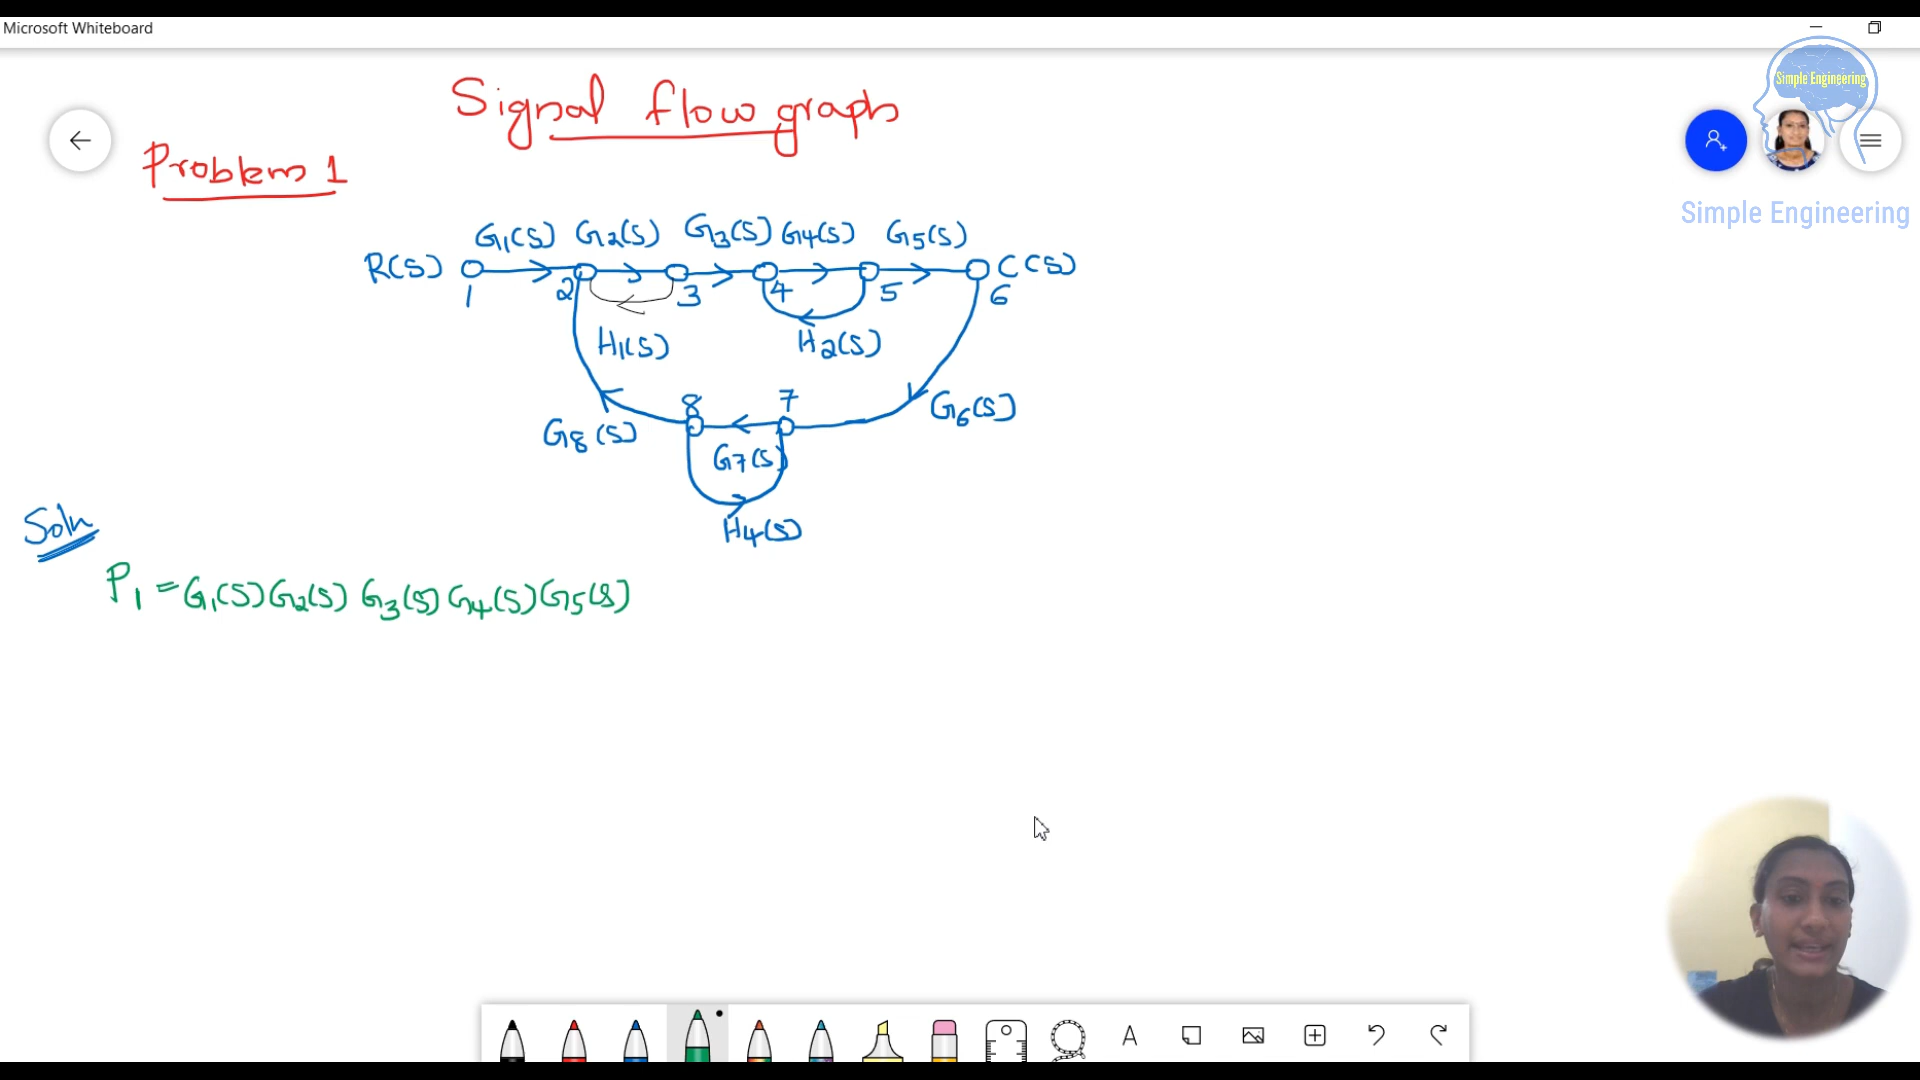 Microsoft Whiteboard
Simple Engineering
Signal flow graph
Problem 1
Simple Engineering
G1(S) G2(S) G3(S) G4(S) G5(S)
R(S) C(S)
1 2 3 4 5 6
H1(S) H2(S)
8 7
G8(S) G7(S) G6(S)
H4(S)
Soln
P1 = G1(S) G2(S) G3(S) G4(S) G5(S)
A